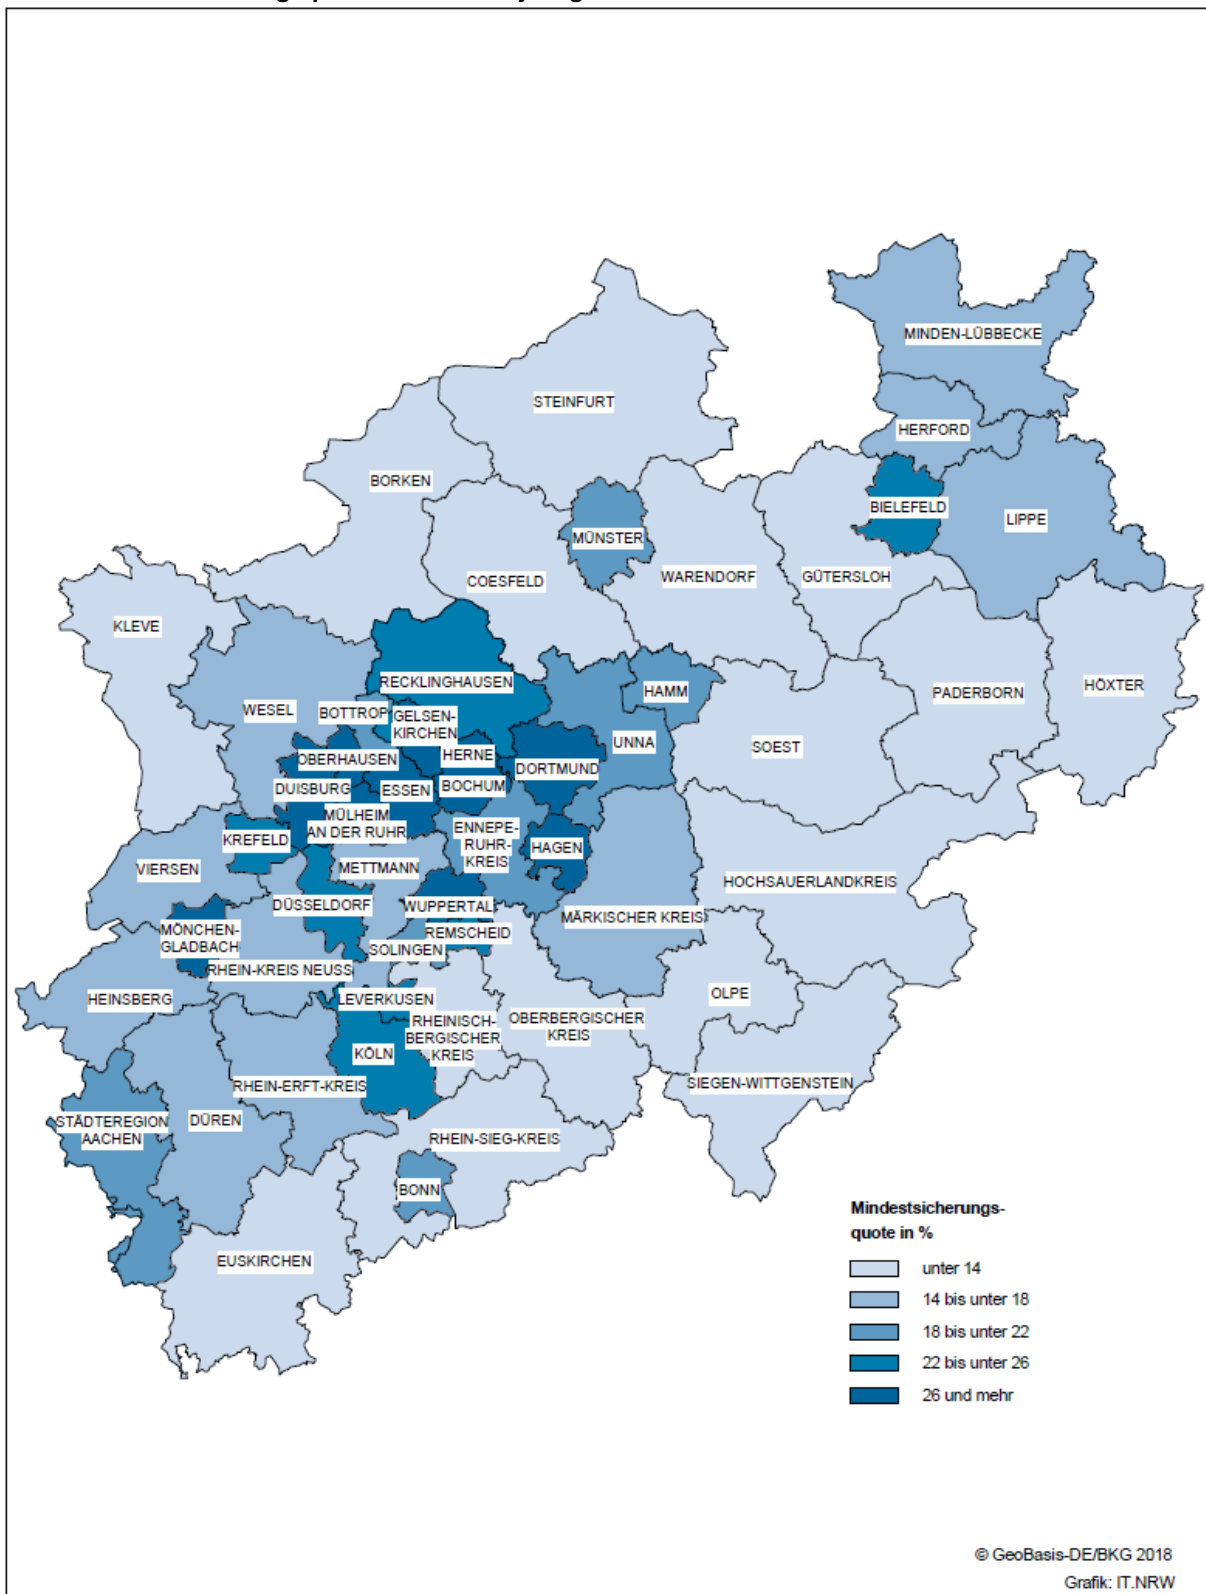 MINDEN-LÜBBECKE
STEINFURT
HERFORD
BORKEN
BIELEFELD
LIPPE
MÜNSTER
COESFELD
WARENDORF
GÜTERSLOH
KLEVE
RECKLINGHAUSEN
HAMM
PADERBORN
HÖXTER
WESEL
BOTTROP
GELSEN-
KIRCHEN
UNNA
SOEST
OBERHAUSEN
HERNE
DORTMUND
DUISBURG
ESSEN
BOCHUM
MÜLHEIM
AN DER RUHR
ENNEPE-
RUHR-
KREIS
KREFELD
HAGEN
VIERSEN
METTMANN
HOCHSAUERLANDKREIS
DÜSSELDORF
WUPPERTAL
MÄRKISCHER KREIS
MÖNCHEN-
GLADBACH
REMSCHEID
SOLINGEN
RHEIN-KREIS NEUSS
HEINSBERG
LEVERKUSEN
OLPE
RHEINISCH-
BERGISCHER
KREIS
OBERBERGISCHER
KREIS
KÖLN
RHEIN-ERFT-KREIS
SIEGEN-WITTGENSTEIN
STÄDTEREGION
AACHEN
DÜREN
RHEIN-SIEG-KREIS
BONN
EUSKIRCHEN
Mindestsicherungs-
quote in %
unter 14
14 bis unter 18
18 bis unter 22
22 bis unter 26
26 und mehr
© GeoBasis-DE/BKG 2018
Grafik: IT.NRW